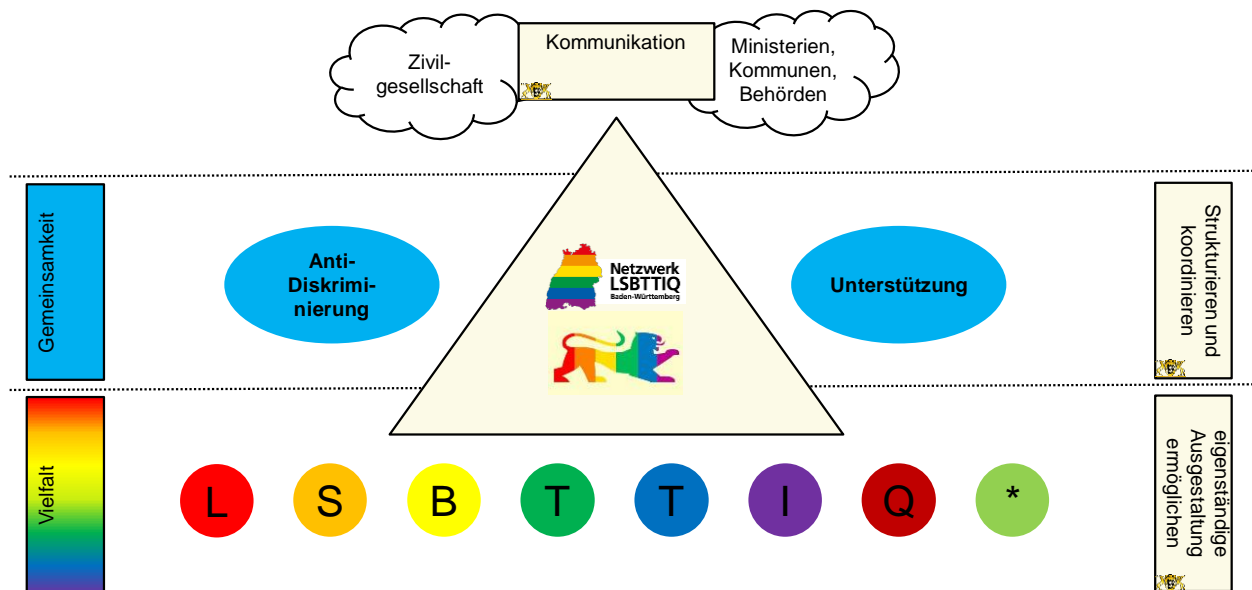 Zivil-
gesellschaft
Kommunikation
Ministerien,
Kommunen,
Behörden
Gemeinsamkeit
Anti-
Diskrimi-
nierung
Netzwerk
LSBTTIQ
Baden-Württemberg
Unterstützung
Strukturieren und
koordinieren
Vielfalt
L S B T T I Q *
eigenständige
Ausgestaltung
ermöglichen